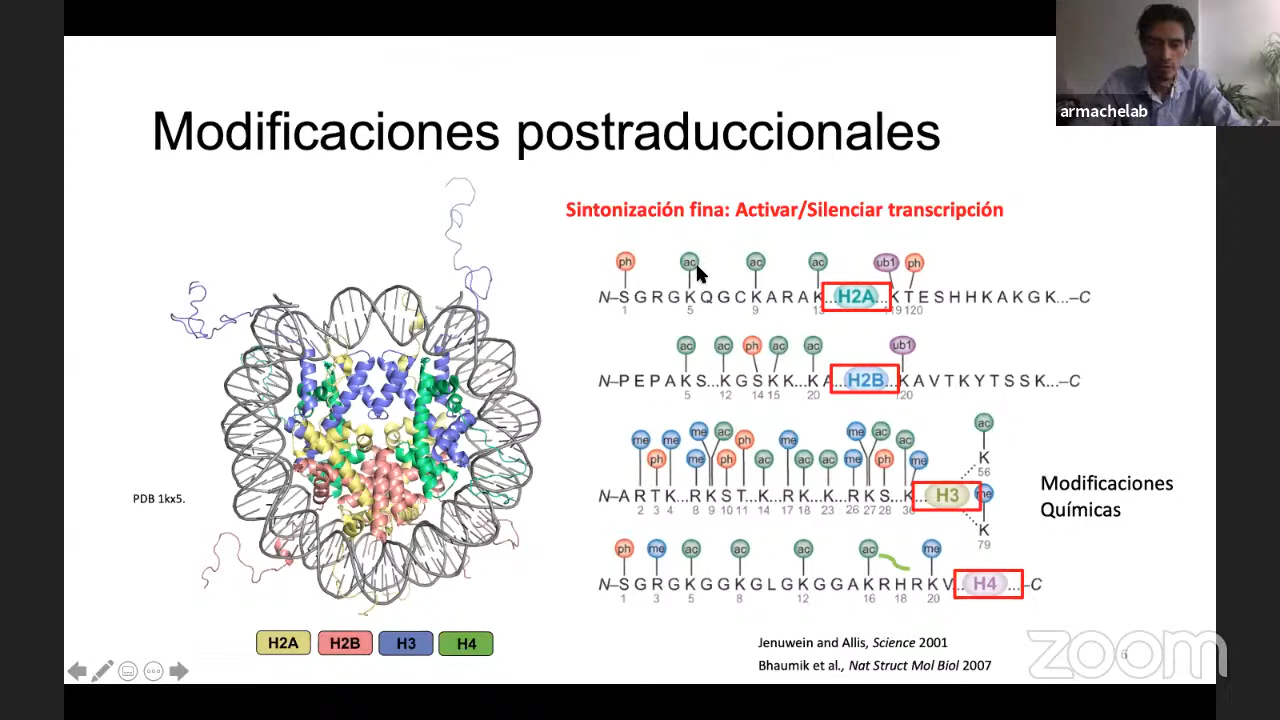 armachelab
Modificaciones postraduccionales
Sintonización fina: Activar/Silenciar transcripción
ph ac ac ac ub1 ph
N–S G R G K Q G C K A R A K...H2A...K T E S H H K A K G K...–C
1 5 9 13 119 120
ac ac ph ac ac ub1
N–P E P A K S...K G S K K...K A...H2B...K A V T K Y T S S K...–C
5 12 14 15 20 120
ac
me me me ac ph me me ac ac
ph me ph ac ac ac me ph me K
56
N–A R T K...R K S T...K...R K...K...R K S...K...H3 me
2 3 4 8 9 10 11 14 17 18 23 26 27 28 36
K
79
Modificaciones
Químicas
PDB 1kx5.
ph me ac ac ac ac me
N–S G R G K G G K G L G K G G A K R H R K V...H4...–C
1 3 5 8 12 16 18 20
H2A H2B H3 H4
Jenuwein and Allis, Science 2001
Bhaumik et al., Nat Struct Mol Biol 2007
zoom